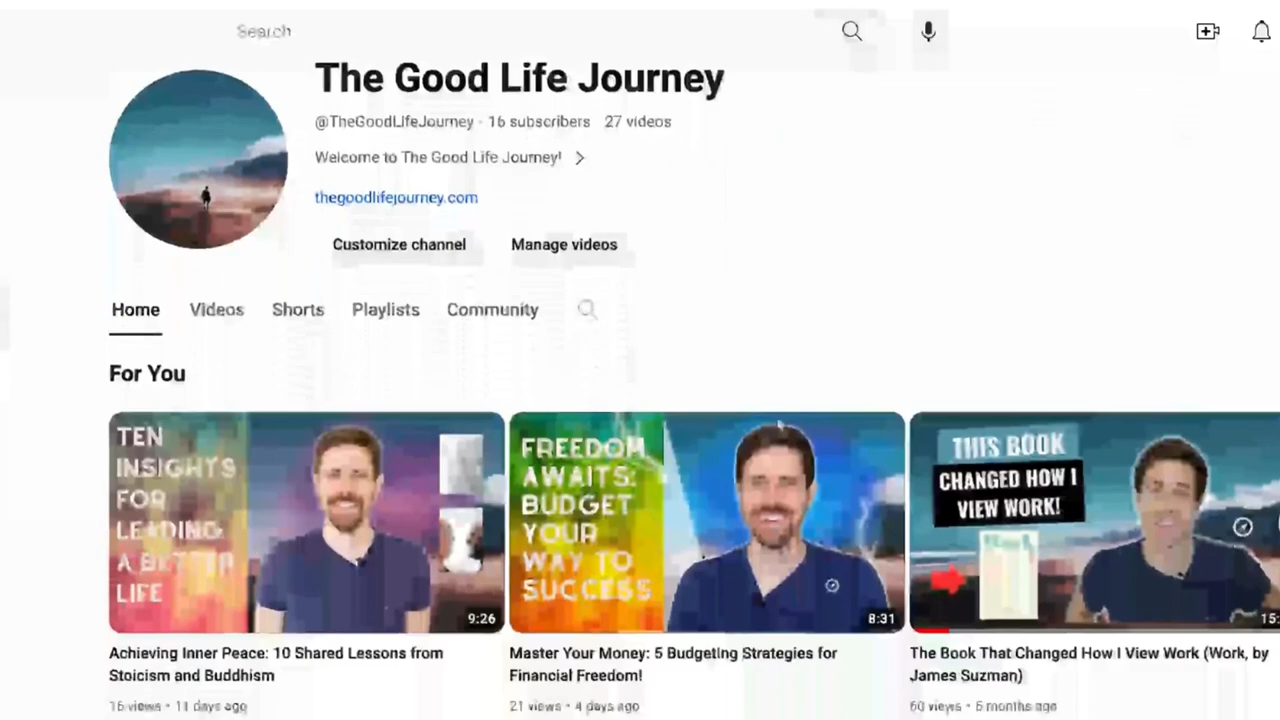 Search
The Good Life Journey
@TheGoodLifeJourney · 16 subscribers 27 videos
Welcome to The Good Life Journey!
thegoodlifejourney.com
Customize channel Manage videos
Home Videos Shorts Playlists Community
For You
TEN
INSIGHTS
FOR
LEADING
A BETTER
LIFE
9:26
FREEDOM
AWAITS:
BUDGET
YOUR
WAY TO
SUCCESS
8:31
THIS BOOK
CHANGED HOW I
VIEW WORK!
15:
Achieving Inner Peace: 10 Shared Lessons from
Stoicism and Buddhism
16 views · 11 days ago
Master Your Money: 5 Budgeting Strategies for
Financial Freedom!
21 views · 4 days ago
The Book That Changed How I View Work (Work, by
James Suzman)
60 views · 6 months ago